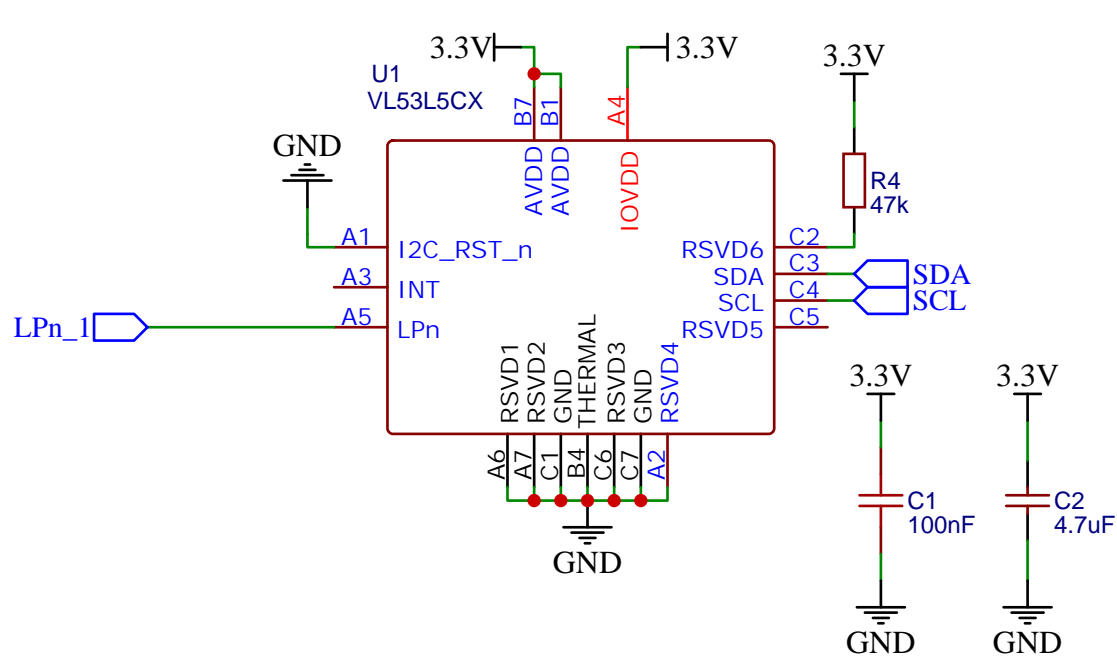 3.3V
3.3V
3.3V
U1
VL53L5CX
B7
B1
A4
GND
AVDD
AVDD
IOVDD
R4
47k
A1
I2C_RST_n
RSVD6
C2
A3
INT
SDA
C3
SDA
SCL
C4
SCL
LPn_1
A5
LPn
RSVD5
C5
RSVD1
RSVD2
GND
THERMAL
RSVD3
GND
RSVD4
3.3V
3.3V
A6
A7
C1
B4
C6
C7
A2
C1
100nF
C2
4.7uF
GND
GND
GND